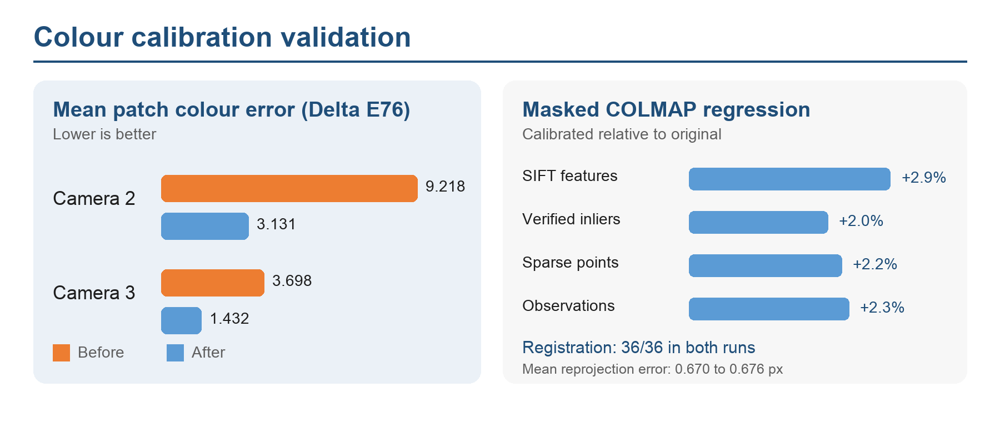 Colour calibration validation
Mean patch colour error (Delta E76)
Lower is better
Camera 2
9.218
3.131
Camera 3
3.698
1.432
Before
After
Masked COLMAP regression
Calibrated relative to original
SIFT features
+2.9%
Verified inliers
+2.0%
Sparse points
+2.2%
Observations
+2.3%
Registration: 36/36 in both runs
Mean reprojection error: 0.670 to 0.676 px